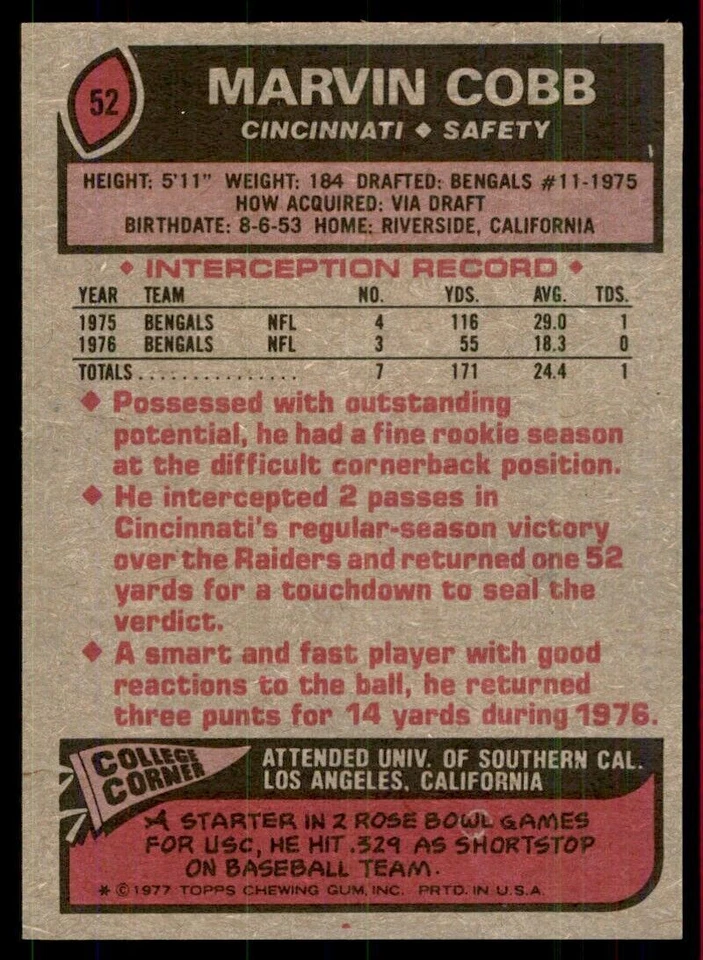 52
MARVIN COBB
CINCINNATI ◆ SAFETY
HEIGHT: 5'11" WEIGHT: 184 DRAFTED: BENGALS #11-1975
HOW ACQUIRED: VIA DRAFT
BIRTHDATE: 8-6-53 HOME: RIVERSIDE, CALIFORNIA
◆ INTERCEPTION RECORD ◆
YEAR TEAM NO. YDS. AVG. TDS.
1975 BENGALS NFL 4 116 29.0 1
1976 BENGALS NFL 3 55 18.3 0
TOTALS................ 7 171 24.4 1
◆ Possessed with outstanding
potential, he had a fine rookie season
at the difficult cornerback position.
◆ He intercepted 2 passes in
Cincinnati's regular-season victory
over the Raiders and returned one 52
yards for a touchdown to seal the
verdict.
◆ A smart and fast player with good
reactions to the ball, he returned
three punts for 14 yards during 1976.
COLLEGE
CORNER
ATTENDED UNIV. OF SOUTHERN CAL.
LOS ANGELES, CALIFORNIA
A STARTER IN 2 ROSE BOWL GAMES
FOR USC, HE HIT .329 AS SHORTSTOP
ON BASEBALL TEAM.
* © 1977 TOPPS CHEWING GUM, INC. PRTD. IN U.S.A.